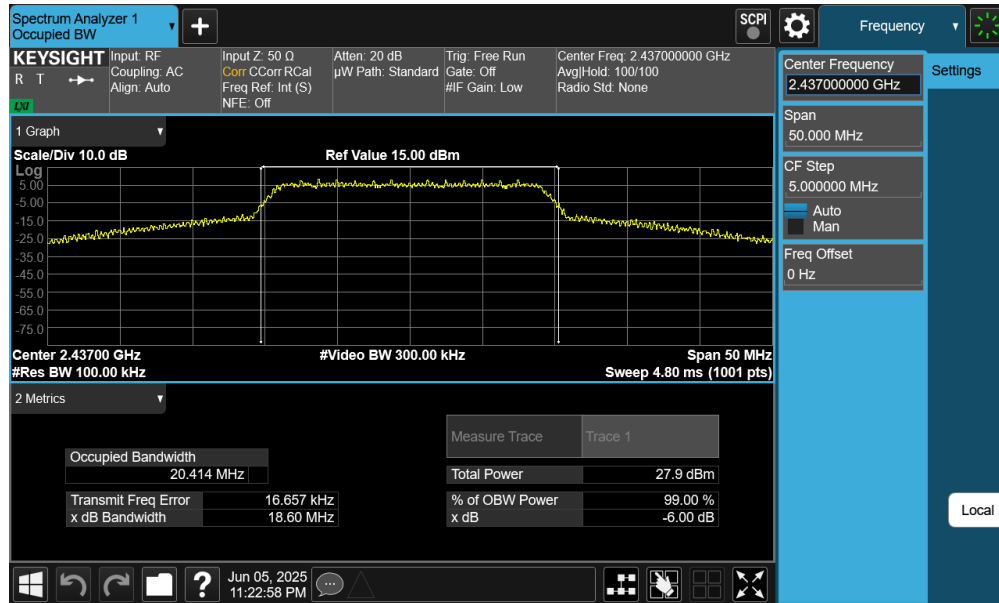 Spectrum Analyzer 1
Occupied BW
+
SCPI
Frequency
KEYSIGHT
R T
LXI
Input: RF
Coupling: AC
Align: Auto
Input Z: 50 Ω
Corr CCorr RCal
Freq Ref: Int (S)
NFE: Off
Atten: 20 dB
µW Path: Standard
Trig: Free Run
Gate: Off
#IF Gain: Low
Center Freq: 2.437000000 GHz
Avg|Hold: 100/100
Radio Std: None
Center Frequency
2.437000000 GHz
Settings
Span
50.000 MHz
CF Step
5.000000 MHz
Auto
Man
Freq Offset
0 Hz
Local
1 Graph
Scale/Div 10.0 dB
Ref Value 15.00 dBm
Log
5.00
-5.00
-15.0
-25.0
-35.0
-45.0
-55.0
-65.0
-75.0
Center 2.43700 GHz
#Video BW 300.00 kHz
Span 50 MHz
#Res BW 100.00 kHz
Sweep 4.80 ms (1001 pts)
2 Metrics
Measure Trace
Trace 1
Occupied Bandwidth
20.414 MHz
Total Power
27.9 dBm
Transmit Freq Error
16.657 kHz
% of OBW Power
99.00 %
x dB Bandwidth
18.60 MHz
x dB
-6.00 dB
?
Jun 05, 2025
11:22:58 PM